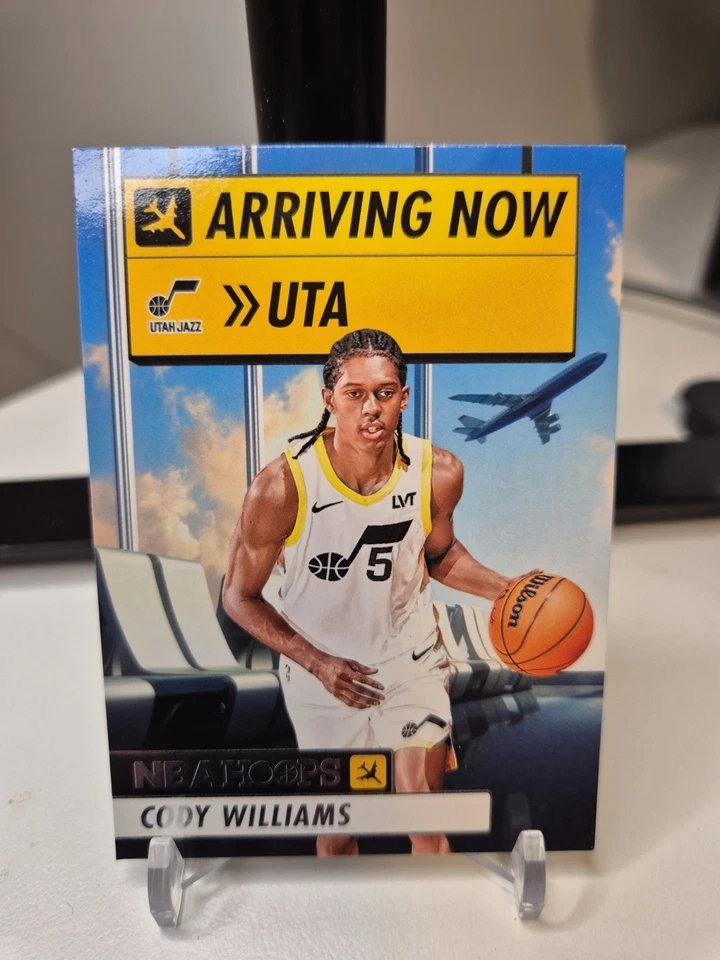 ARRIVING NOW
UTAH JAZZ
UTA
LVT
5
Wilson
NBA HOOPS
CODY WILLIAMS